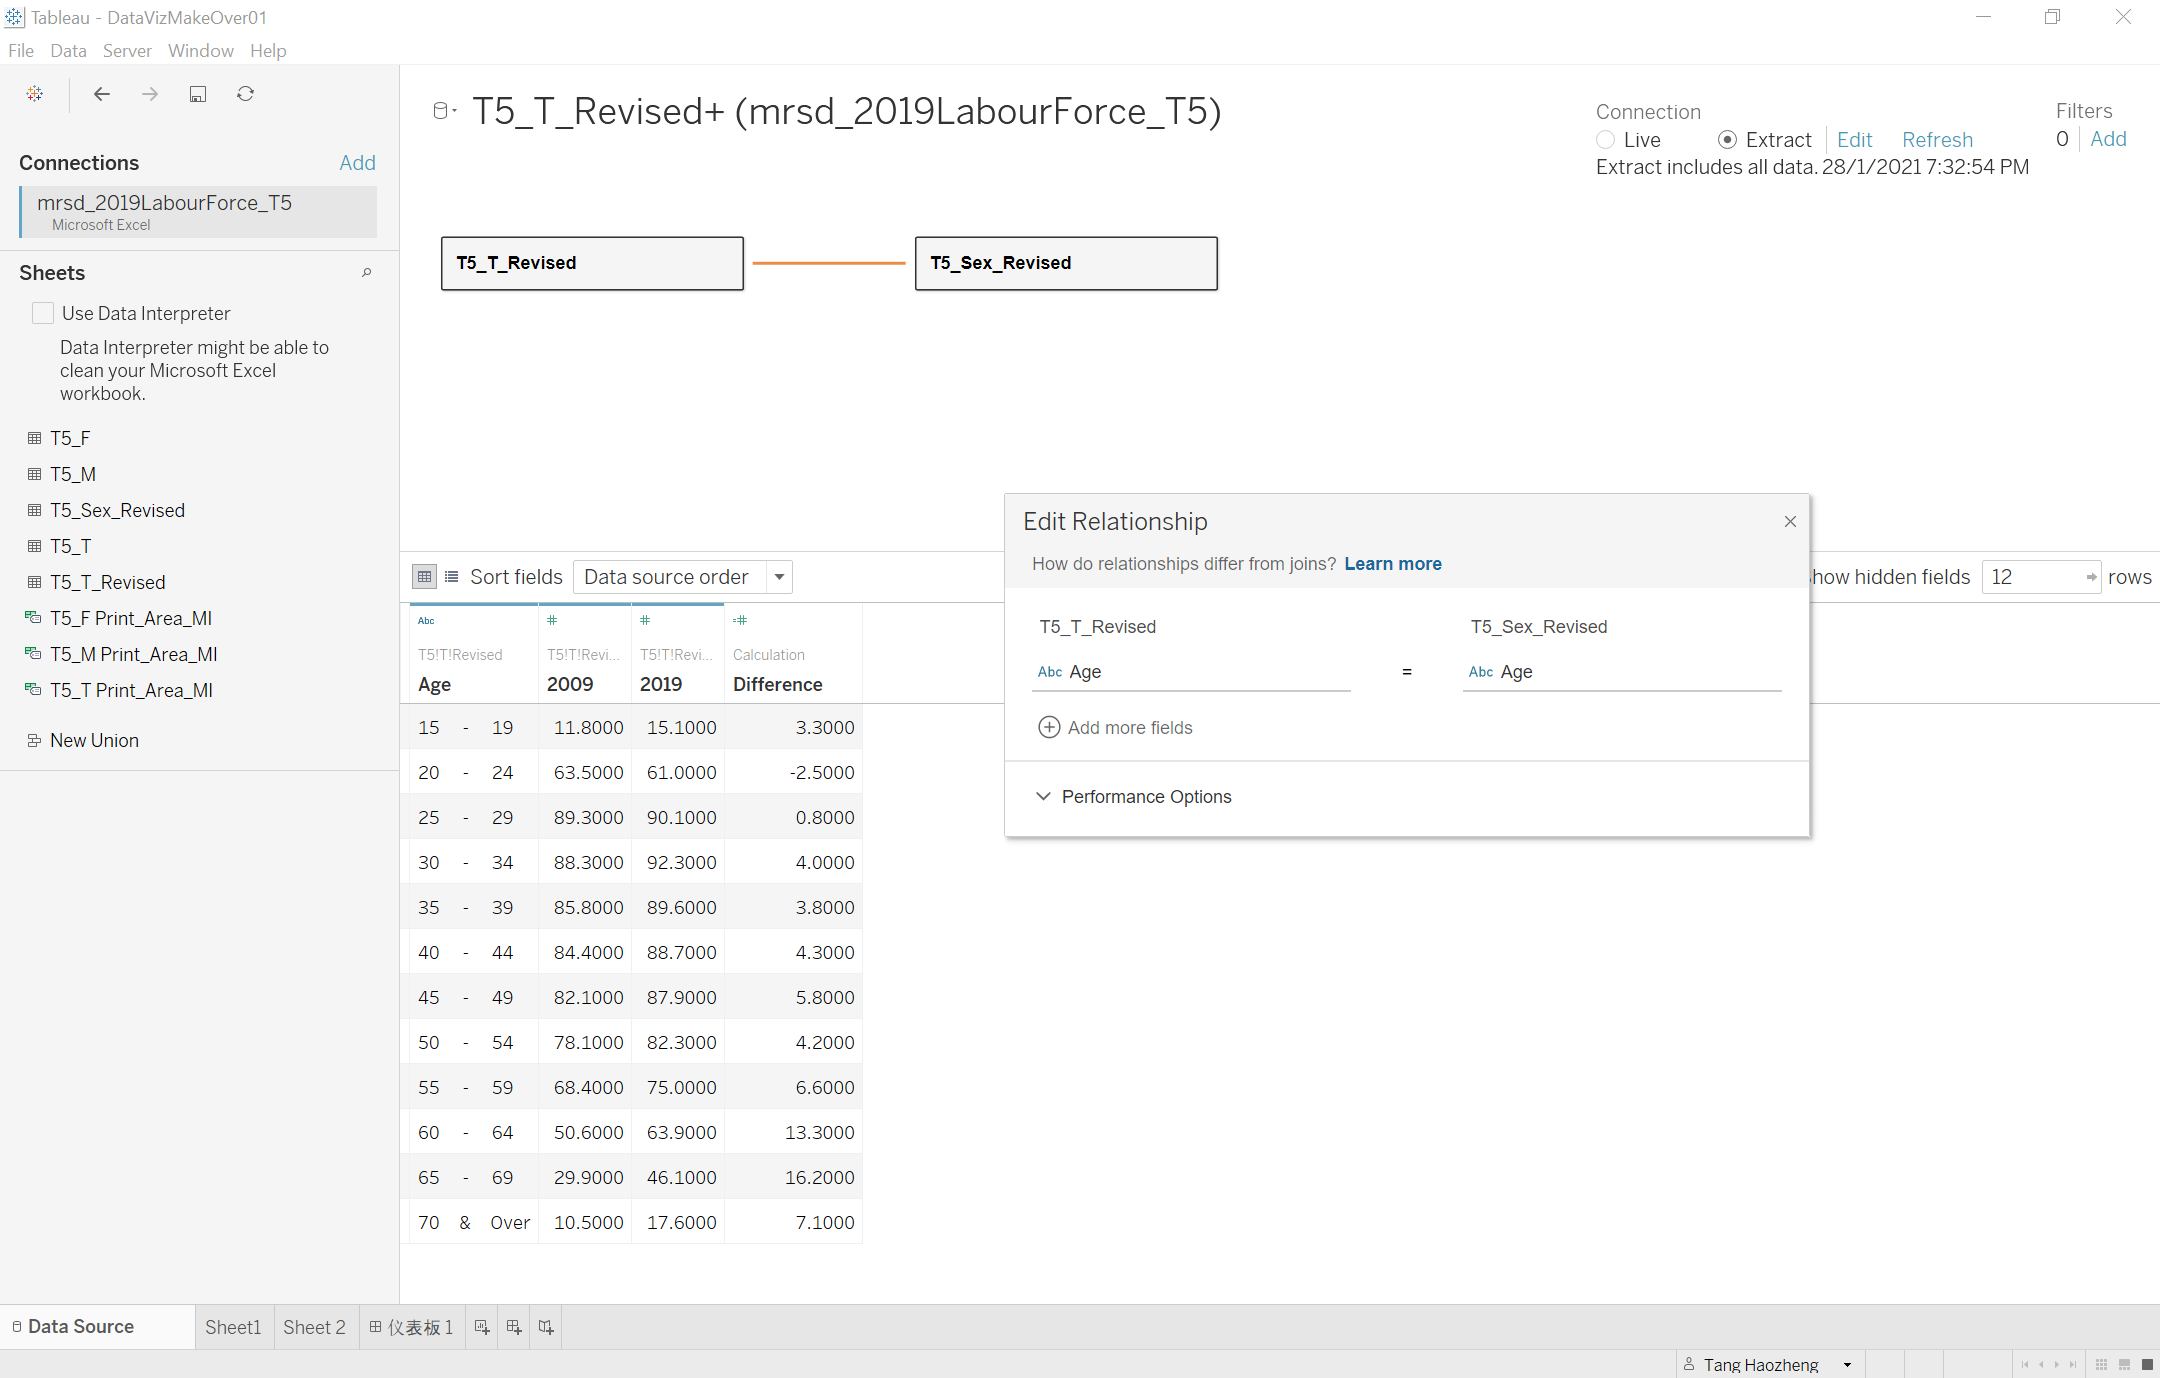 Tableau - DataVizMakeOver01
File Data Server Window Help
Connections Add
mrsd_2019LabourForce_T5
Microsoft Excel
Sheets
Use Data Interpreter
Data Interpreter might be able to
clean your Microsoft Excel
workbook.
T5_F
T5_M
T5_Sex_Revised
T5_T
T5_T_Revised
T5_F Print_Area_MI
T5_M Print_Area_MI
T5_T Print_Area_MI
New Union
T5_T_Revised+ (mrsd_2019LabourForce_T5)
Connection
Live Extract Edit Refresh
Extract includes all data. 28/1/2021 7:32:54 PM
Filters
0 Add
T5_T_Revised T5_Sex_Revised
Sort fields Data source order
how hidden fields 12 rows
Edit Relationship
How do relationships differ from joins? Learn more
T5_T_Revised T5_Sex_Revised
Abc Age = Abc Age
Add more fields
Performance Options
Abc # # =#
T5!T!Revised T5!T!Revi... T5!T!Revi... Calculation
Age 2009 2019 Difference
15 - 19 11.8000 15.1000 3.3000
20 - 24 63.5000 61.0000 -2.5000
25 - 29 89.3000 90.1000 0.8000
30 - 34 88.3000 92.3000 4.0000
35 - 39 85.8000 89.6000 3.8000
40 - 44 84.4000 88.7000 4.3000
45 - 49 82.1000 87.9000 5.8000
50 - 54 78.1000 82.3000 4.2000
55 - 59 68.4000 75.0000 6.6000
60 - 64 50.6000 63.9000 13.3000
65 - 69 29.9000 46.1000 16.2000
70 & Over 10.5000 17.6000 7.1000
Data Source Sheet1 Sheet 2 仪表板 1
Tang Haozheng